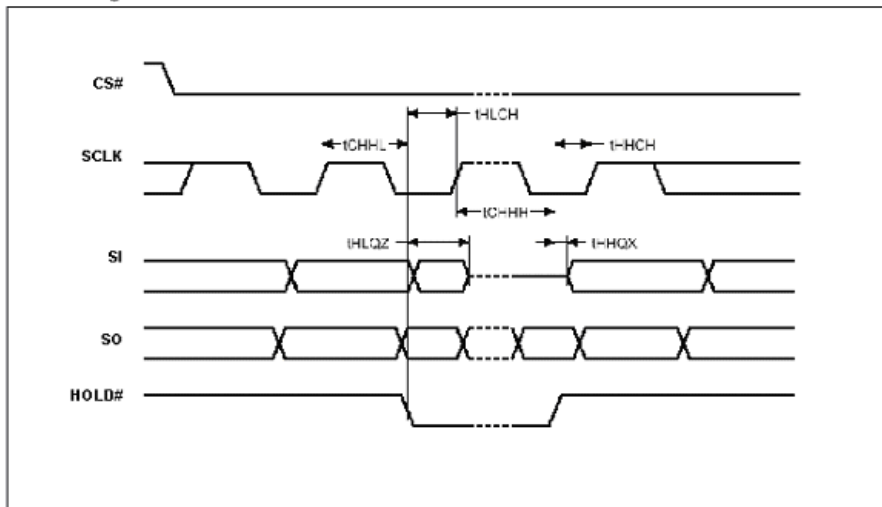 CS#
tHLCH
SCLK
tCHHL
tHHCH
tCHHH
tHLQZ
tHHQX
SI
SO
HOLD#